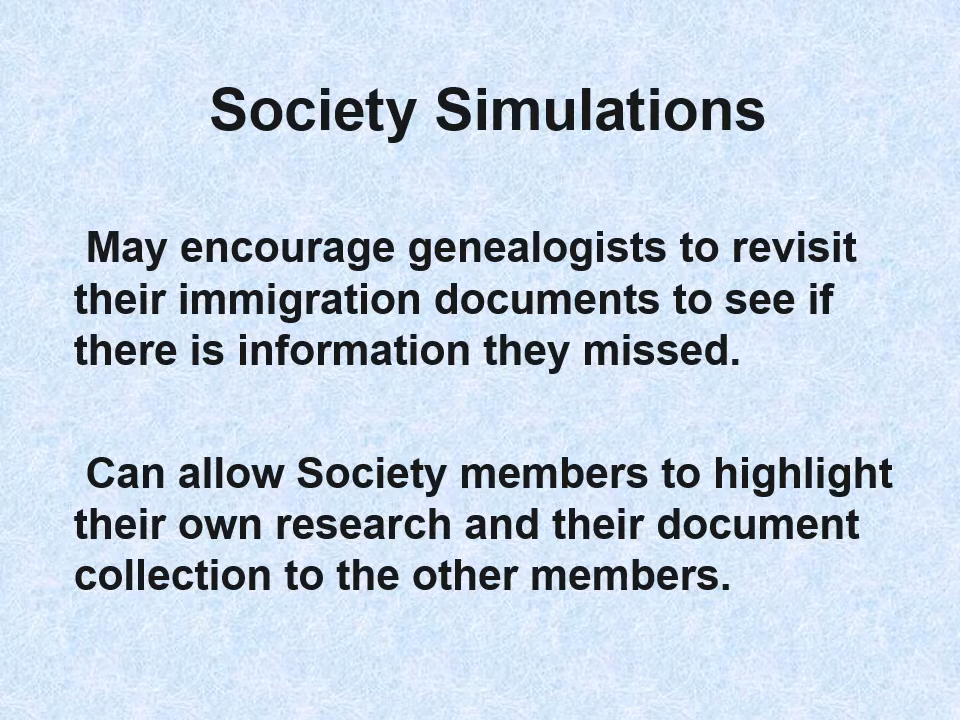 Society Simulations
May encourage genealogists to revisit
their immigration documents to see if
there is information they missed.
Can allow Society members to highlight
their own research and their document
collection to the other members.